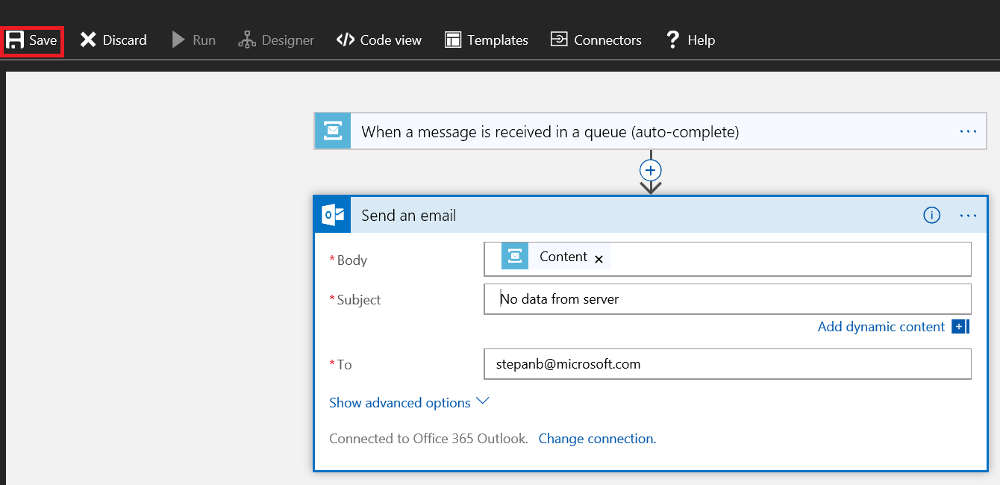 Save Discard Run Designer Code view Templates Connectors Help
When a message is received in a queue (auto-complete)
Send an email
*Body Content
*Subject No data from server
Add dynamic content
*To stepanb@microsoft.com
Show advanced options
Connected to Office 365 Outlook. Change connection.